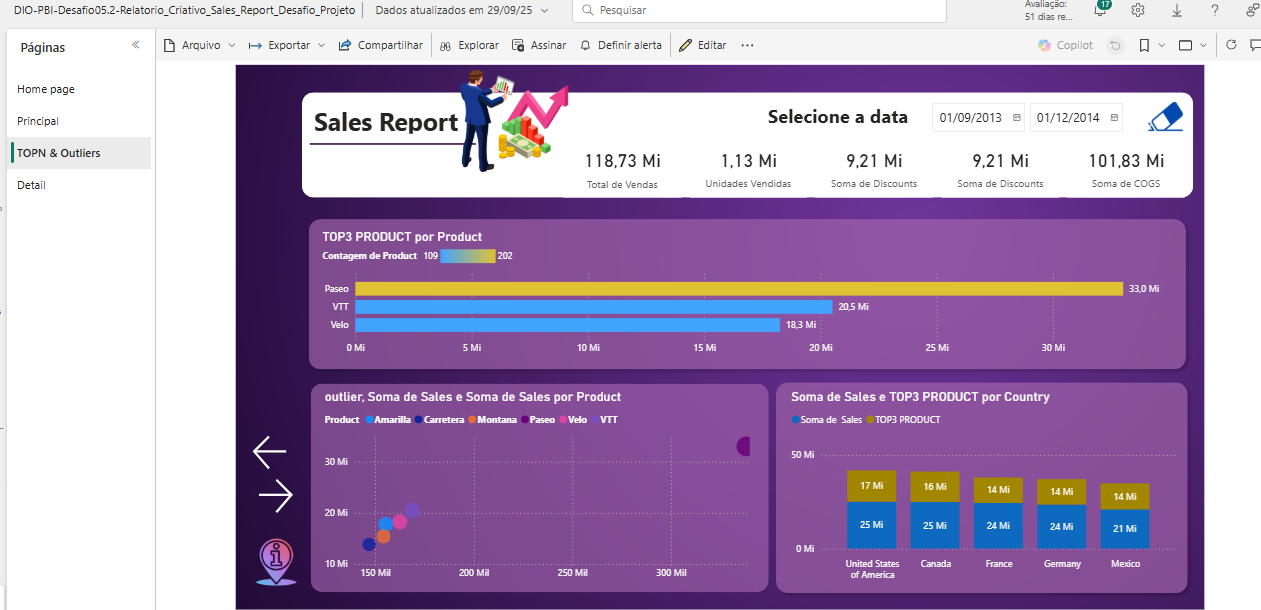 DIO-PBI-Desafio05.2-Relatorio_Criativo_Sales_Report_Desafio_Projeto
Dados atualizados em 29/09/25
Pesquisar
Avaliação:
51 dias re...
17
Páginas
Arquivo
Exportar
Compartilhar
Explorar
Assinar
Definir alerta
Editar
Copilot
Home page
Principal
TOPN & Outliers
Detail
Sales Report
Selecione a data
01/09/2013
01/12/2014
118,73 Mi
1,13 Mi
9,21 Mi
9,21 Mi
101,83 Mi
Total de Vendas
Unidades Vendidas
Soma de Discounts
Soma de Discounts
Soma de COGS
TOP3 PRODUCT por Product
Contagem de Product 109 202
Paseo 33,0 Mi
VTT 20,5 Mi
Velo 18,3 Mi
0 Mi 5 Mi 10 Mi 15 Mi 20 Mi 25 Mi 30 Mi
outlier, Soma de Sales e Soma de Sales por Product
Product Amarilla Carretera Montana Paseo Velo VTT
30 Mi
20 Mi
10 Mi
150 Mil 200 Mil 250 Mil 300 Mil
Soma de Sales e TOP3 PRODUCT por Country
Soma de Sales TOP3 PRODUCT
50 Mi
17 Mi 16 Mi 14 Mi 14 Mi 14 Mi
25 Mi 25 Mi 24 Mi 24 Mi 21 Mi
0 Mi
United States
of America
Canada
France
Germany
Mexico